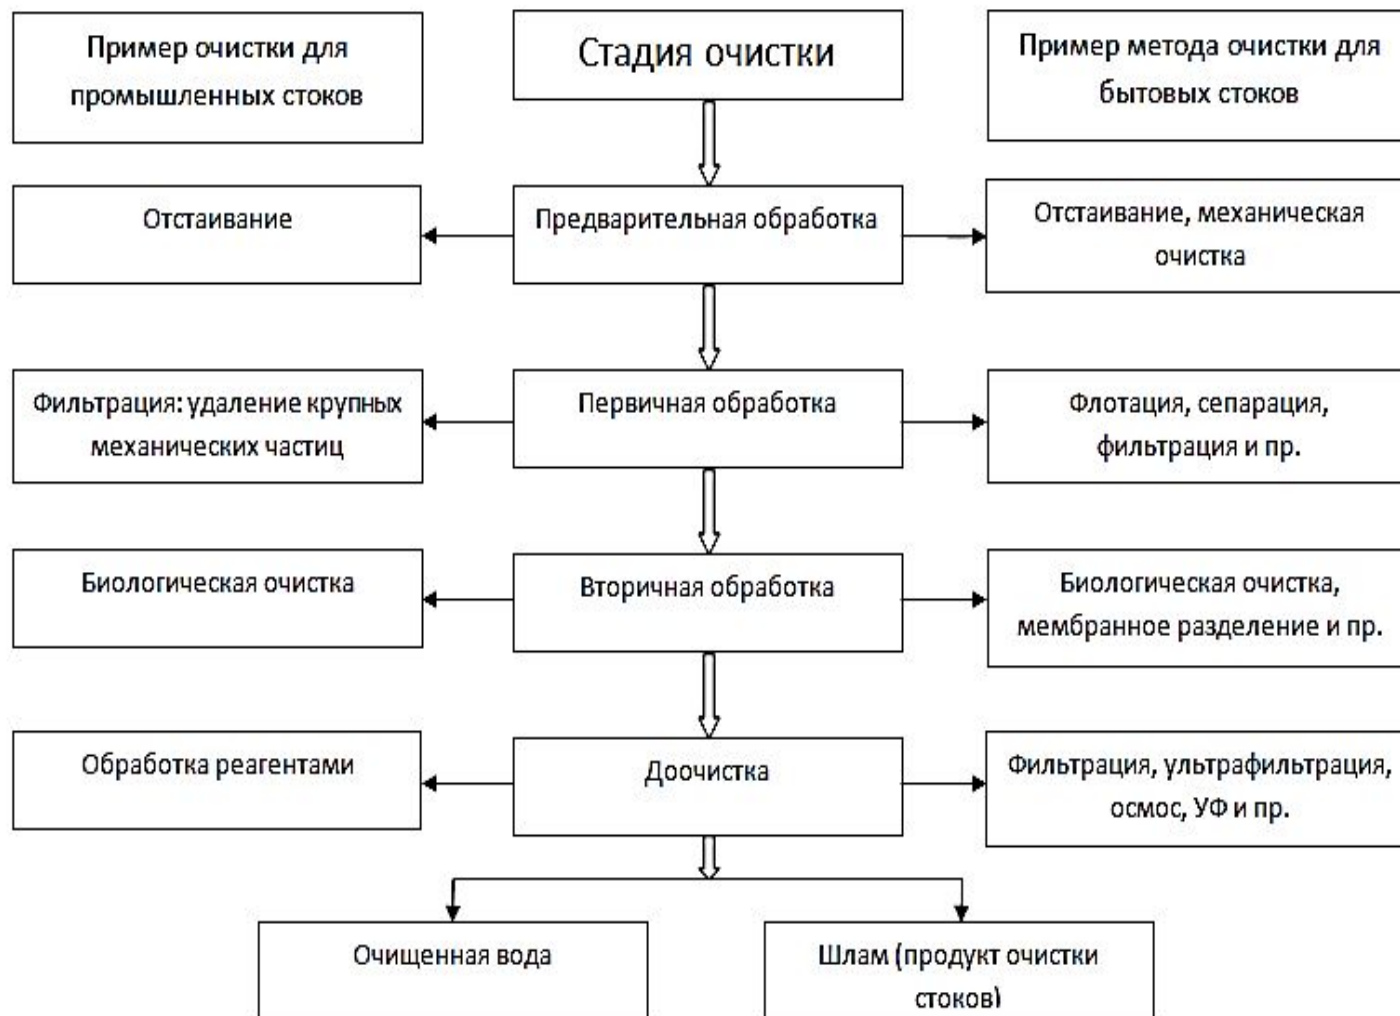 Пример очистки для
промышленных стоков
Стадия очистки
Пример метода очистки для
бытовых стоков
Отстаивание
Предварительная обработка
Отстаивание, механическая
очистка
Фильтрация: удаление крупных
механических частиц
Первичная обработка
Флотация, сепарация,
фильтрация и пр.
Биологическая очистка
Вторичная обработка
Биологическая очистка,
мембранное разделение и пр.
Обработка реагентами
Доочистка
Фильтрация, ультрафильтрация,
осмос, УФ и пр.
Очищенная вода
Шлам (продукт очистки
стоков)